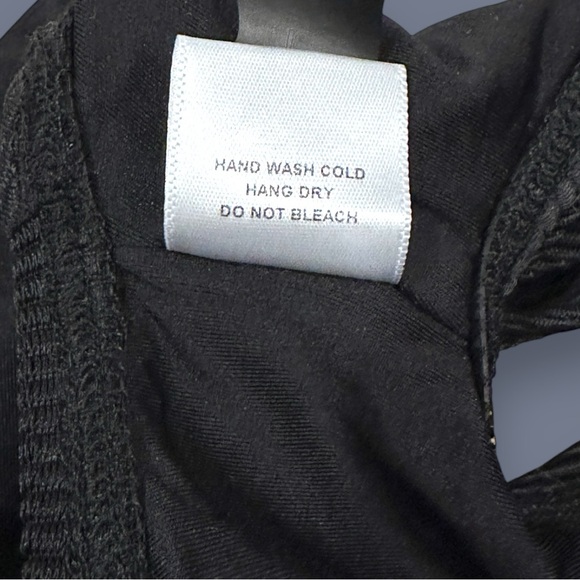 HAND WASH COLD
HANG DRY
DO NOT BLEACH